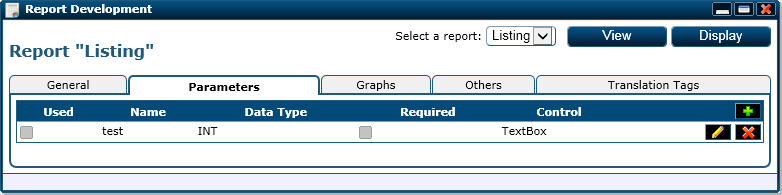 Report Development
Select a report: Listing View Display
Report "Listing"
General Parameters Graphs Others Translation Tags
Used Name Data Type Required Control
test INT TextBox